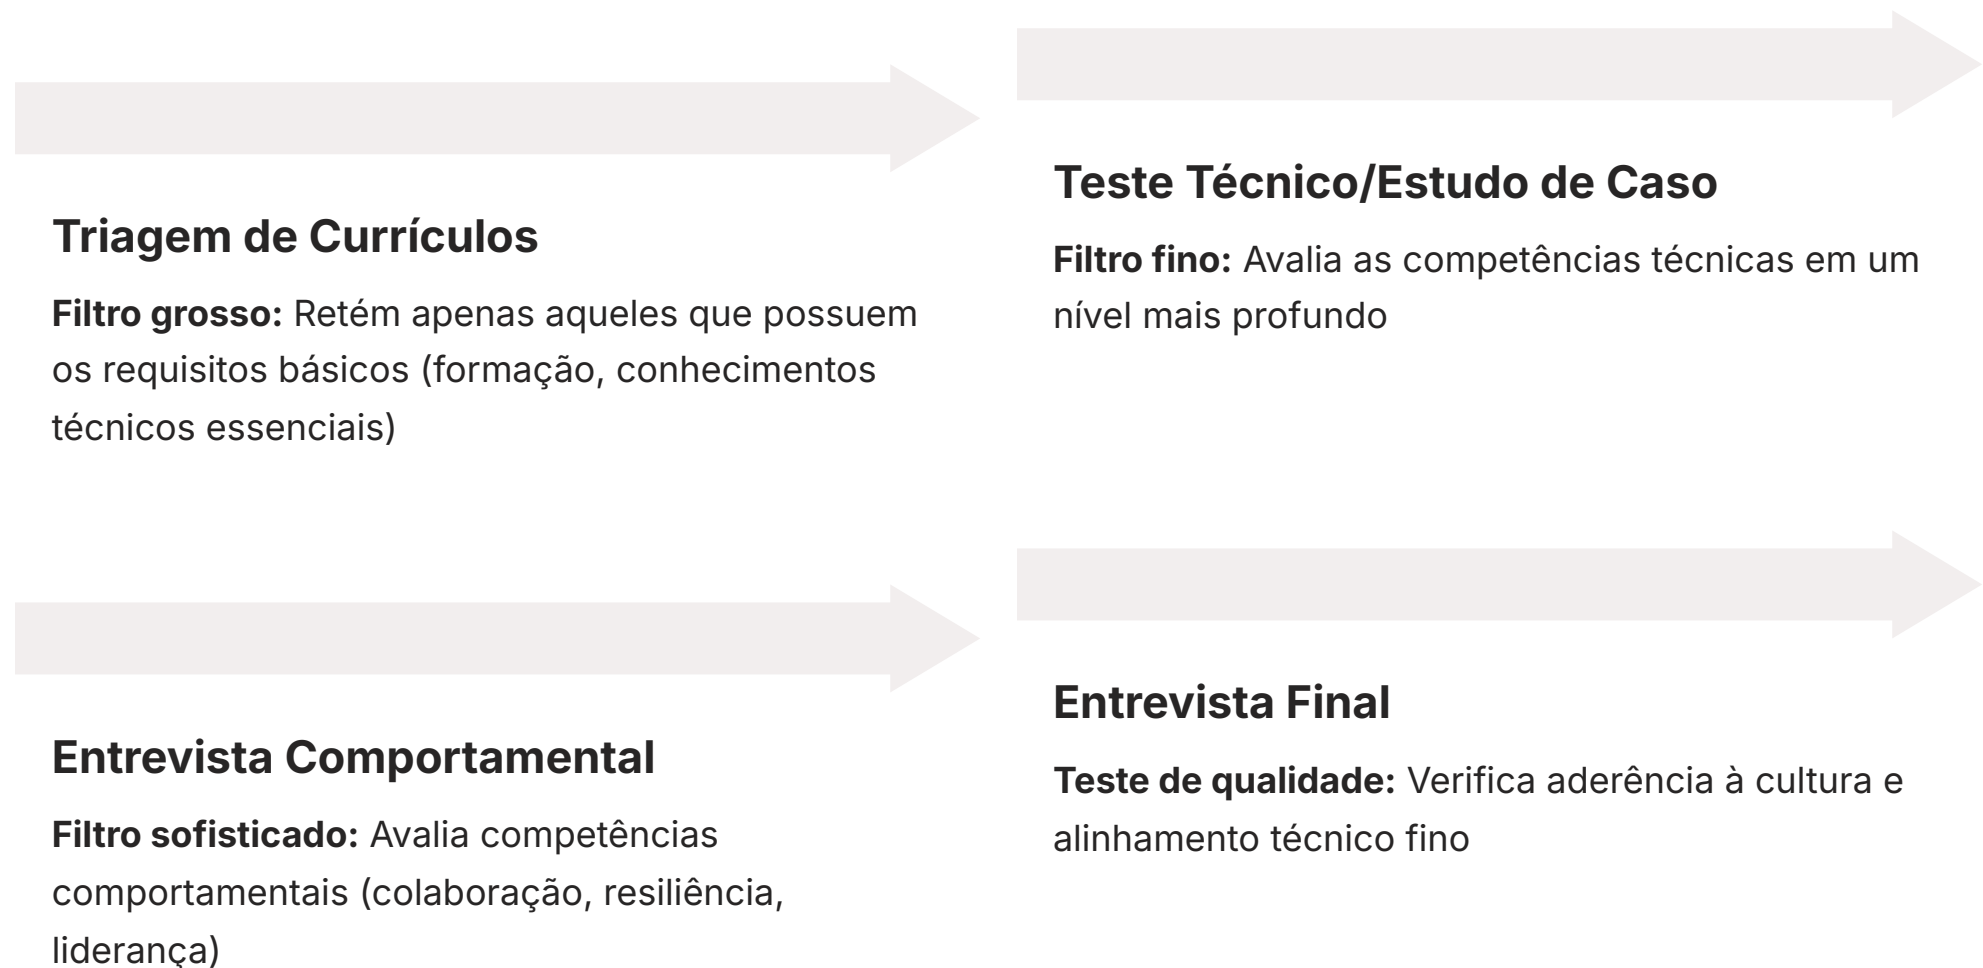 Triagem de Currículos
Filtro grosso: Retém apenas aqueles que possuem
os requisitos básicos (formação, conhecimentos
técnicos essenciais)
Teste Técnico/Estudo de Caso
Filtro fino: Avalia as competências técnicas em um
nível mais profundo
Entrevista Comportamental
Filtro sofisticado: Avalia competências
comportamentais (colaboração, resiliência,
liderança)
Entrevista Final
Teste de qualidade: Verifica aderência à cultura e
alinhamento técnico fino